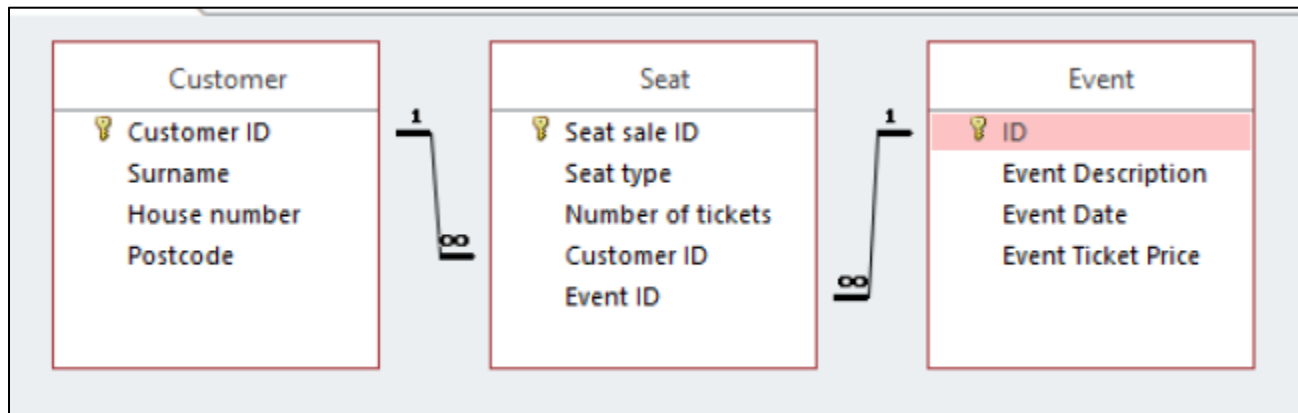 Customer
Customer ID
Surname
House number
Postcode
1
∞
Seat
Seat sale ID
Seat type
Number of tickets
Customer ID
Event ID
1
∞
Event
ID
Event Description
Event Date
Event Ticket Price